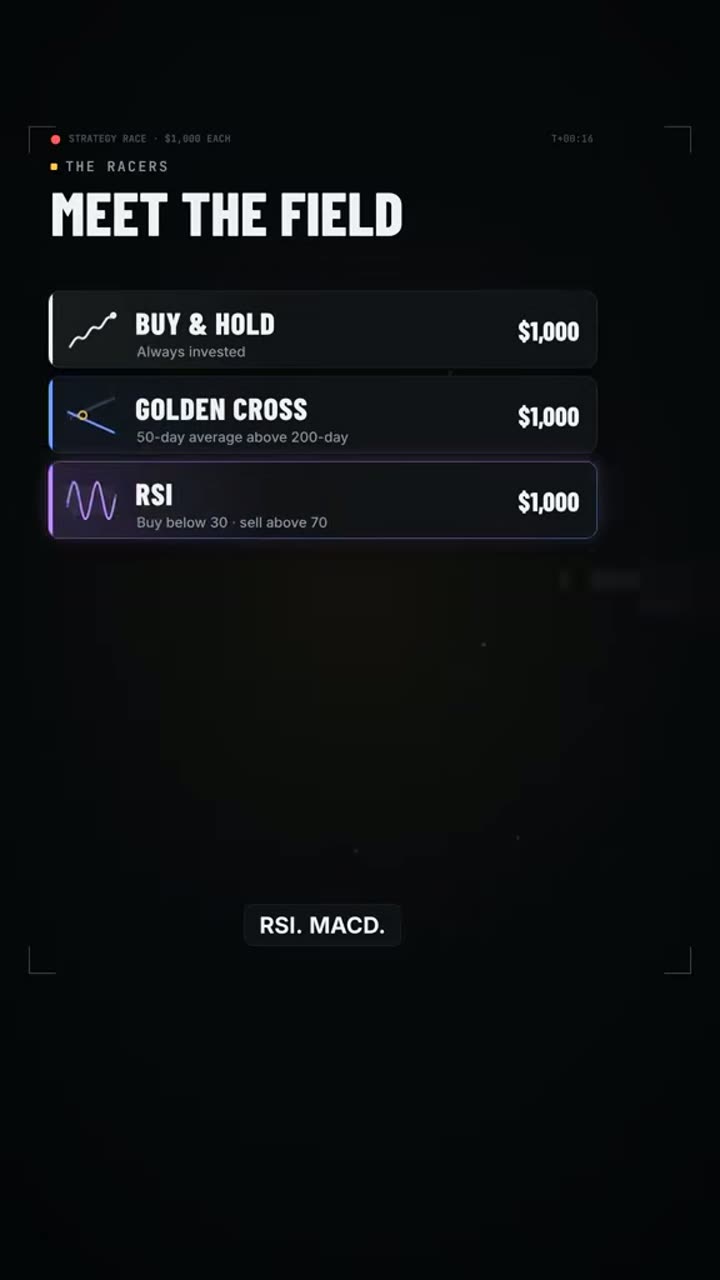 STRATEGY RACE · $1,000 EACH
T+00:16
THE RACERS
MEET THE FIELD
BUY & HOLD
Always invested
$1,000
GOLDEN CROSS
50-day average above 200-day
$1,000
RSI
Buy below 30 · sell above 70
$1,000
RSI. MACD.